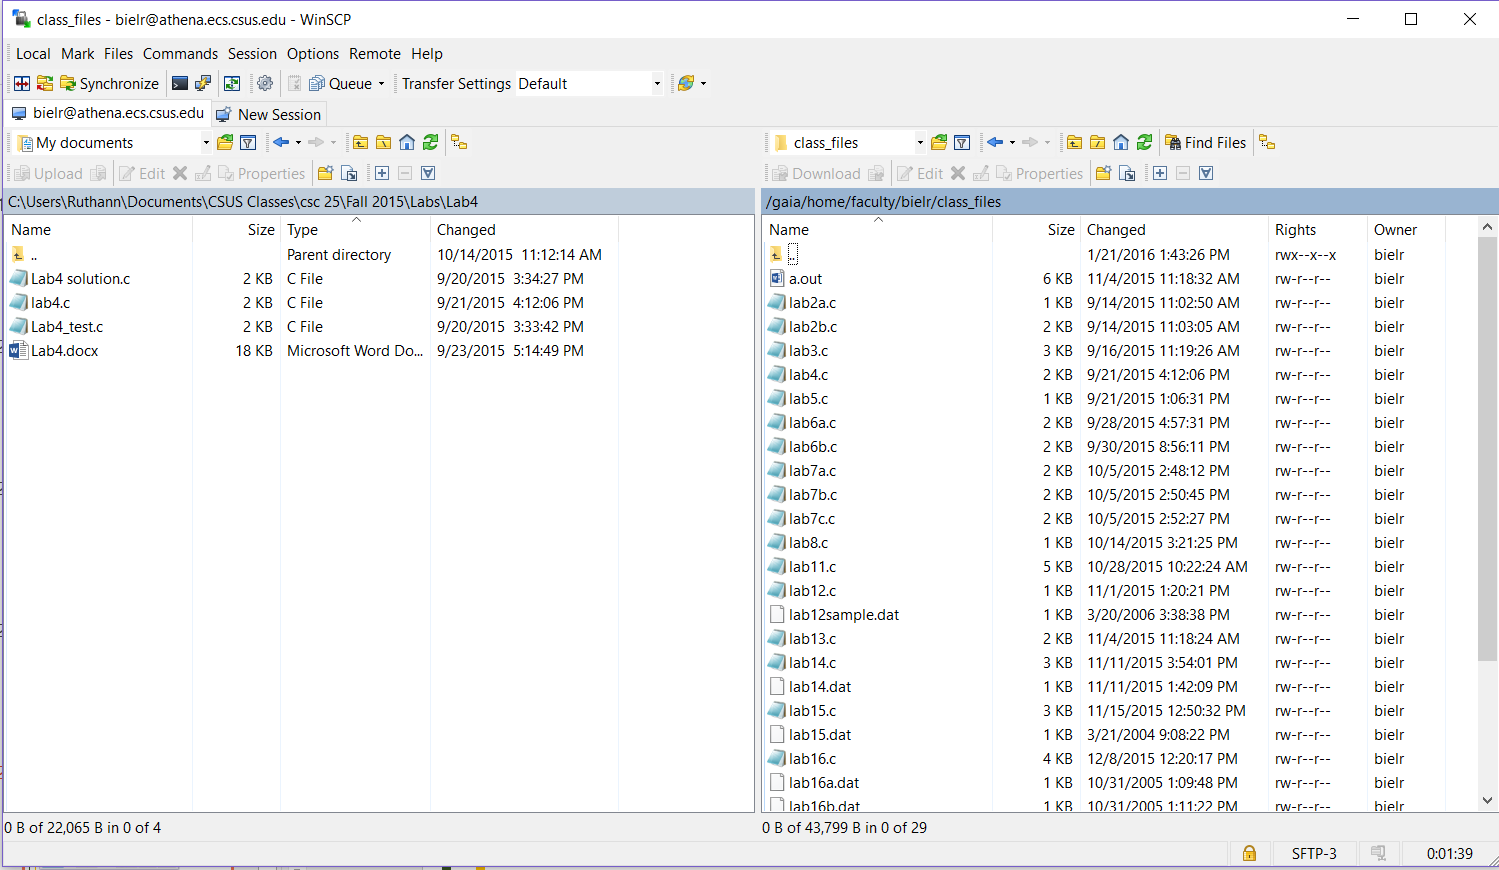 class_files - bielr@athena.ecs.csus.edu - WinSCP
Local Mark Files Commands Session Options Remote Help
Synchronize Queue Transfer Settings Default
bielr@athena.ecs.csus.edu New Session
My documents
Upload Edit Properties
C:\Users\Ruthann\Documents\CSUS Classes\csc 25\Fall 2015\Labs\Lab4
Name Size Type Changed
.. Parent directory 10/14/2015 11:12:14 AM
Lab4 solution.c 2 KB C File 9/20/2015 3:34:27 PM
lab4.c 2 KB C File 9/21/2015 4:12:06 PM
Lab4_test.c 2 KB C File 9/20/2015 3:33:42 PM
Lab4.docx 18 KB Microsoft Word Do... 9/23/2015 5:14:49 PM
0 B of 22,065 B in 0 of 4
class_files Find Files
Download Edit Properties
/gaia/home/faculty/bielr/class_files
Name Size Changed Rights Owner
.. 1/21/2016 1:43:26 PM rwx--x--x bielr
a.out 6 KB 11/4/2015 11:18:32 AM rw-r--r-- bielr
lab2a.c 1 KB 9/14/2015 11:02:50 AM rw-r--r-- bielr
lab2b.c 2 KB 9/14/2015 11:03:05 AM rw-r--r-- bielr
lab3.c 3 KB 9/16/2015 11:19:26 AM rw-r--r-- bielr
lab4.c 2 KB 9/21/2015 4:12:06 PM rw-r--r-- bielr
lab5.c 1 KB 9/21/2015 1:06:31 PM rw-r--r-- bielr
lab6a.c 2 KB 9/28/2015 4:57:31 PM rw-r--r-- bielr
lab6b.c 2 KB 9/30/2015 8:56:11 PM rw-r--r-- bielr
lab7a.c 2 KB 10/5/2015 2:48:12 PM rw-r--r-- bielr
lab7b.c 2 KB 10/5/2015 2:50:45 PM rw-r--r-- bielr
lab7c.c 2 KB 10/5/2015 2:52:27 PM rw-r--r-- bielr
lab8.c 1 KB 10/14/2015 3:21:25 PM rw-r--r-- bielr
lab11.c 5 KB 10/28/2015 10:22:24 AM rw-r--r-- bielr
lab12.c 1 KB 11/1/2015 1:20:21 PM rw-r--r-- bielr
lab12sample.dat 1 KB 3/20/2006 3:38:38 PM rw-r--r-- bielr
lab13.c 2 KB 11/4/2015 11:18:24 AM rw-r--r-- bielr
lab14.c 3 KB 11/11/2015 3:54:01 PM rw-r--r-- bielr
lab14.dat 1 KB 11/11/2015 1:42:09 PM rw-r--r-- bielr
lab15.c 3 KB 11/15/2015 12:50:32 PM rw-r--r-- bielr
lab15.dat 1 KB 3/21/2004 9:08:22 PM rw-r--r-- bielr
lab16.c 4 KB 12/8/2015 12:20:17 PM rw-r--r-- bielr
lab16a.dat 1 KB 10/31/2005 1:09:48 PM rw-r--r-- bielr
lab16b.dat 1 KB 10/31/2005 1:11:22 PM rw-r--r-- bielr
0 B of 43,799 B in 0 of 29
SFTP-3 0:01:39